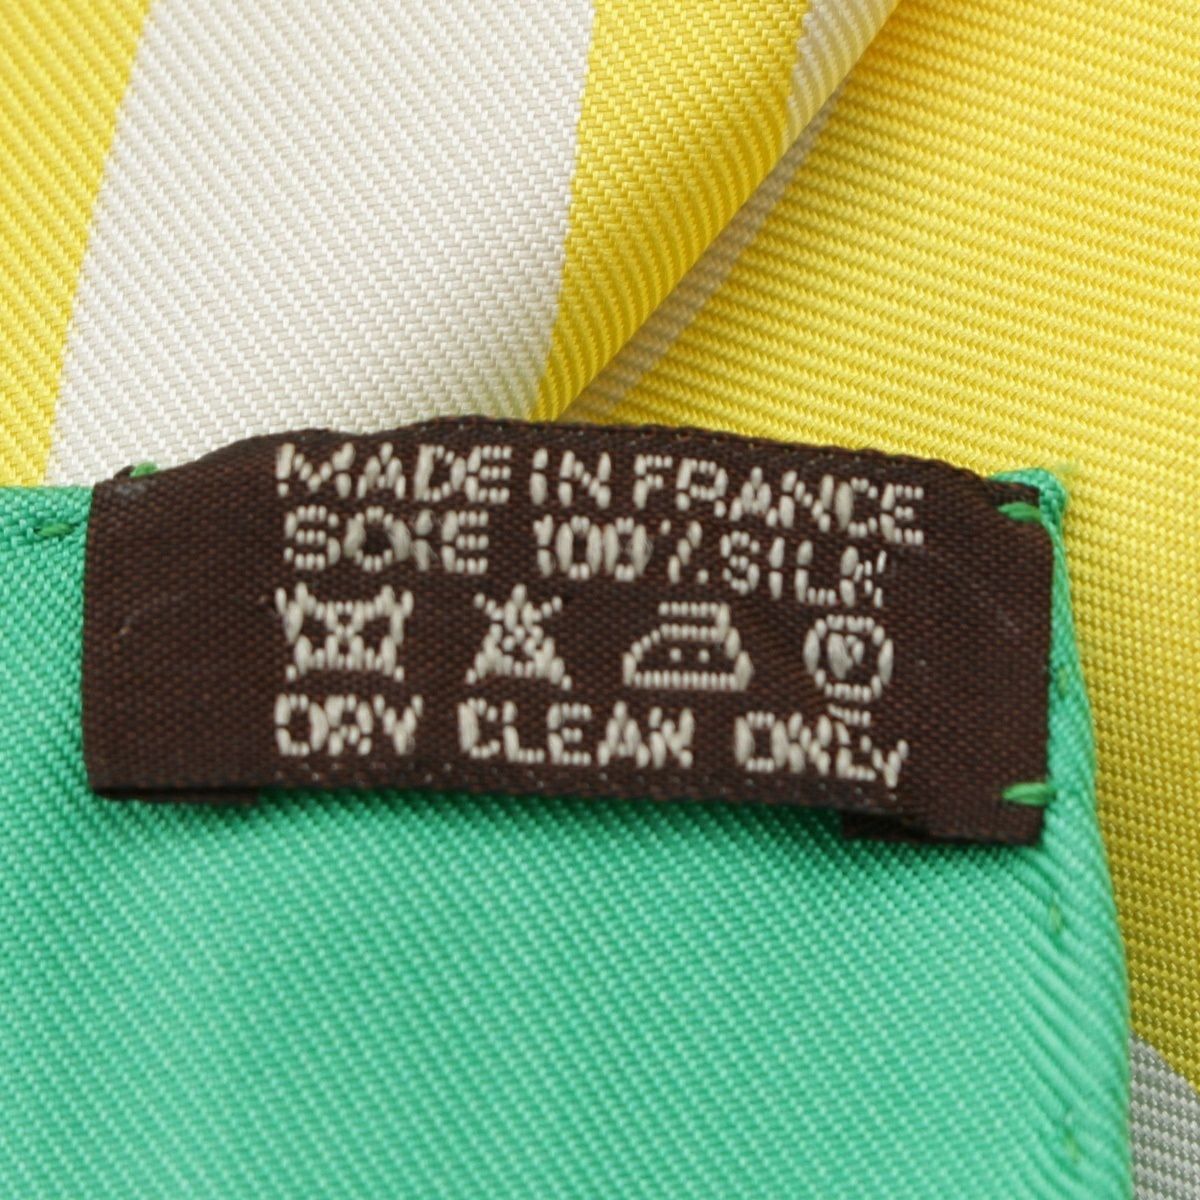 MADE IN FRANCE
SOIE 100% SILK
P
DRY CLEAN ONLY